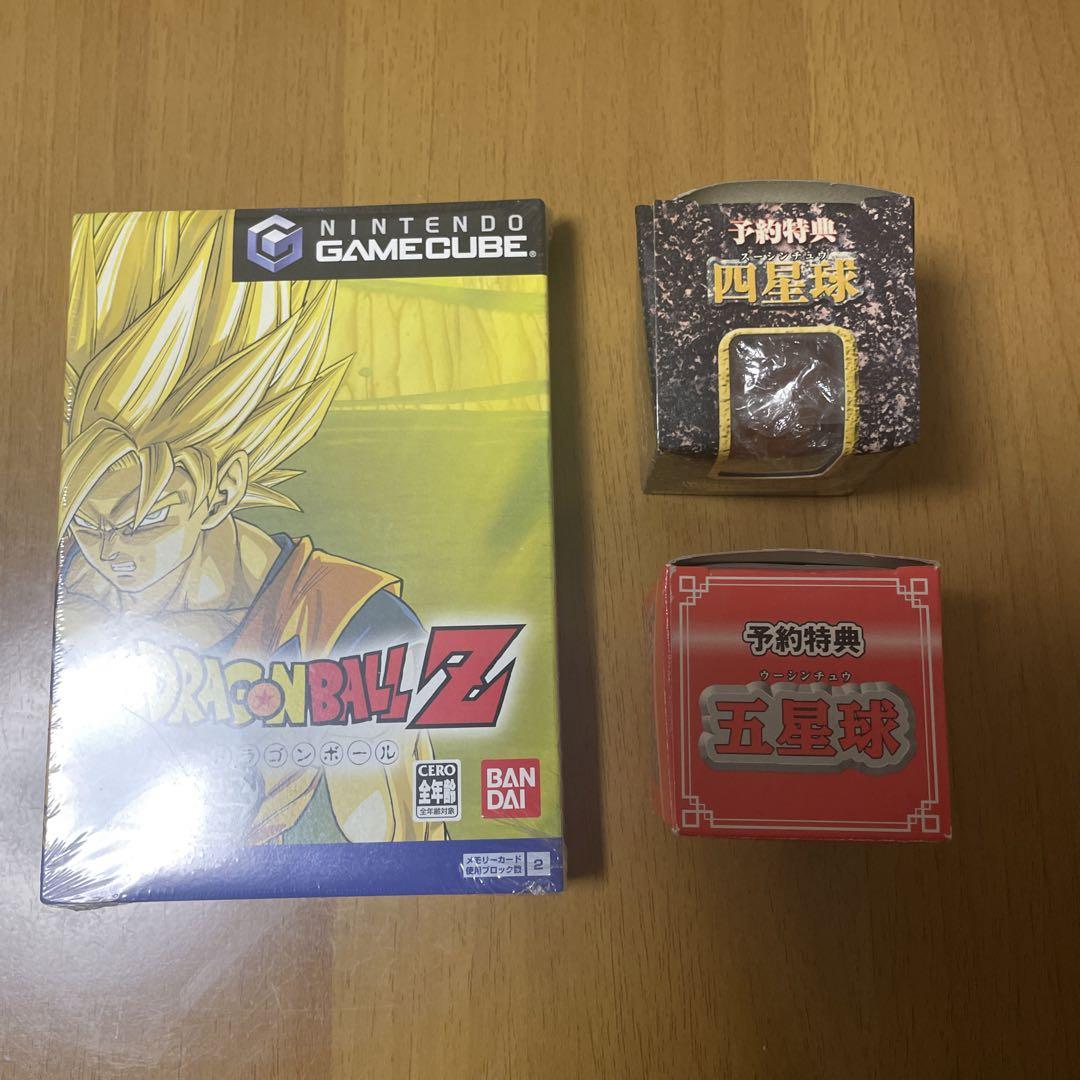 NINTENDO
GAMECUBE®
DRAGONBALL Z
ラゴンボール
CERO
全年齢
全年齢対象
BAN
DAI
メモリーカード
使用ブロック数 2
予約特典
スーシンチュウ
四星球
予約特典
ウーシンチュウ
五星球